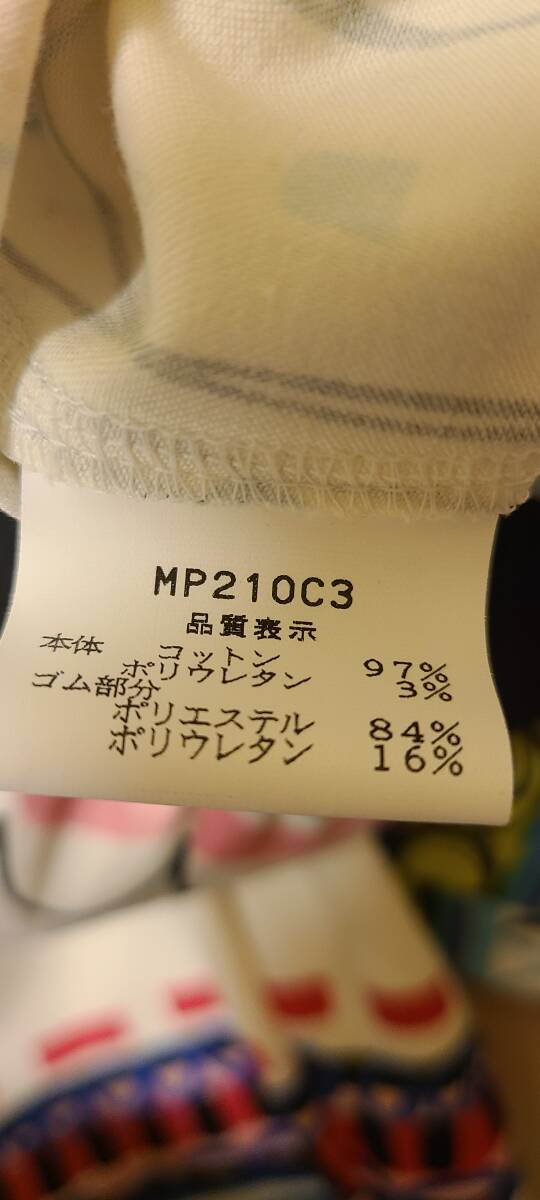 MP210C3
品質表示
本体 コットン 97%
ポリウレタン 3%
ゴム部分
ポリエステル 84%
ポリウレタン 16%